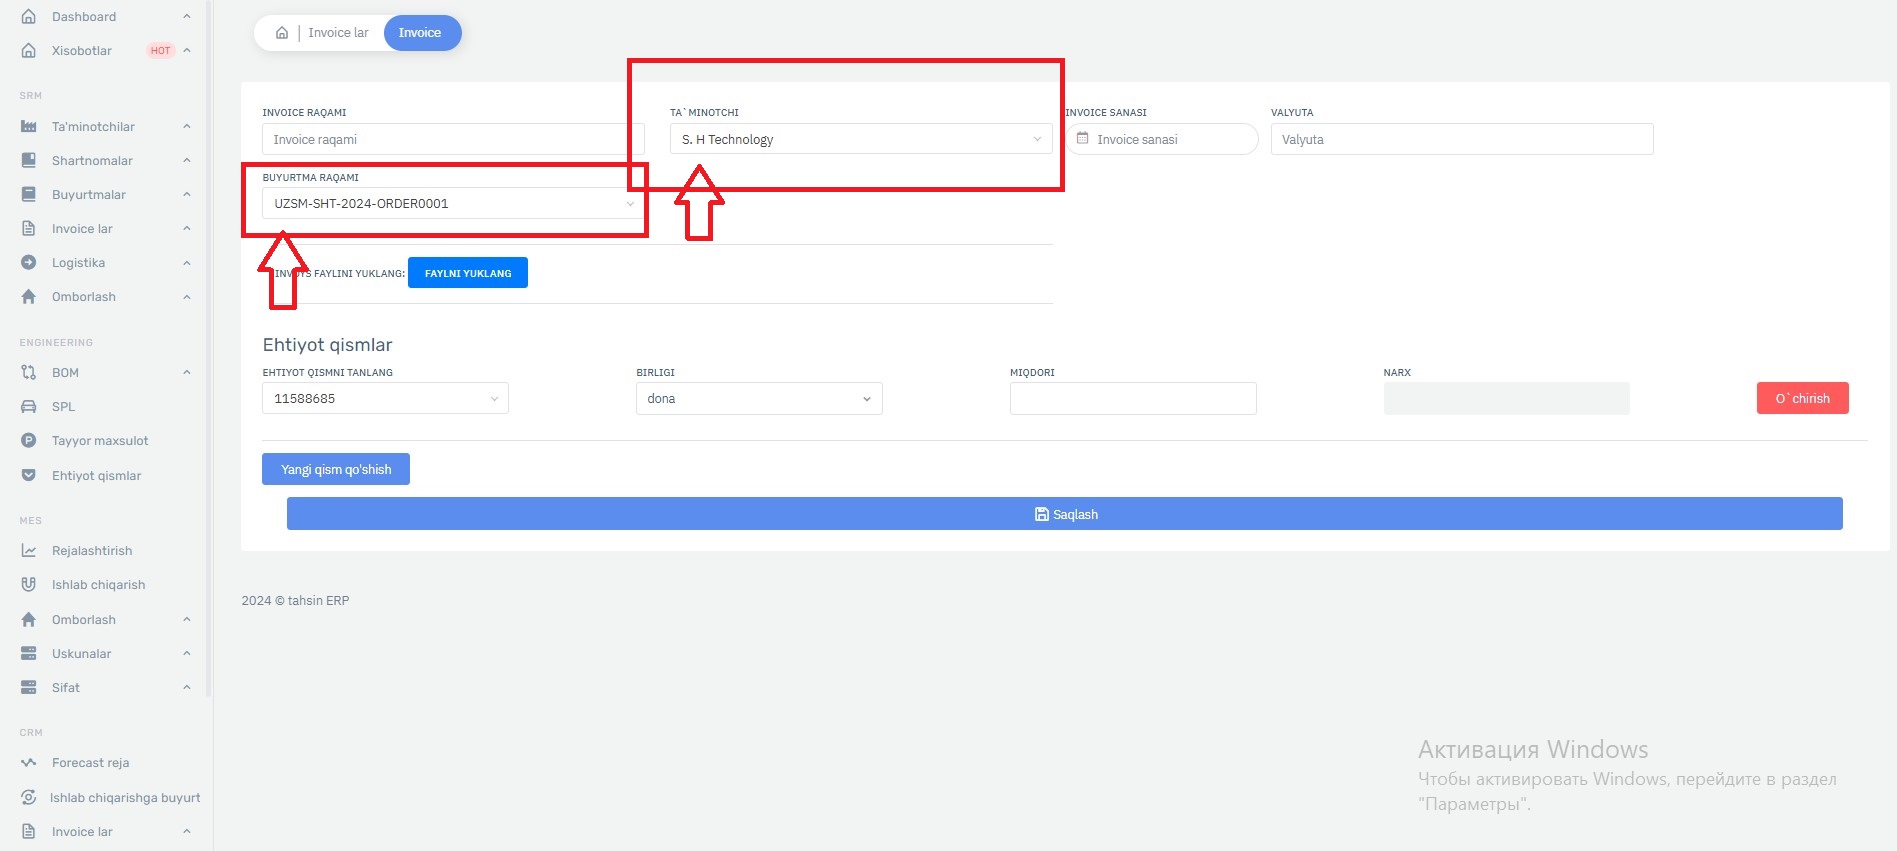 Dashboard
Xisobotlar HOT
SRM
Ta'minotchilar
Shartnomalar
Buyurtmalar
Invoice lar
Logistika
Omborlash
ENGINEERING
BOM
SPL
Tayyor maxsulot
Ehtiyot qismlar
MES
Rejalashtirish
Ishlab chiqarish
Omborlash
Uskunalar
Sifat
CRM
Forecast reja
Ishlab chiqarishga buyurt
Invoice lar
Invoice lar Invoice
INVOICE RAQAMI
Invoice raqami
TA`MINOTCHI
S. H Technology
INVOICE SANASI
Invoice sanasi
VALYUTA
Valyuta
BUYURTMA RAQAMI
UZSM-SHT-2024-ORDER0001
INVOYS FAYLINI YUKLANG: FAYLNI YUKLANG
Ehtiyot qismlar
EHTIYOT QISMNI TANLANG
11588685
BIRLIGI
dona
MIQDORI
NARX
O`chirish
Yangi qism qo'shish
Saqlash
2024 © tahsin ERP
Активация Windows
Чтобы активировать Windows, перейдите в раздел
"Параметры".